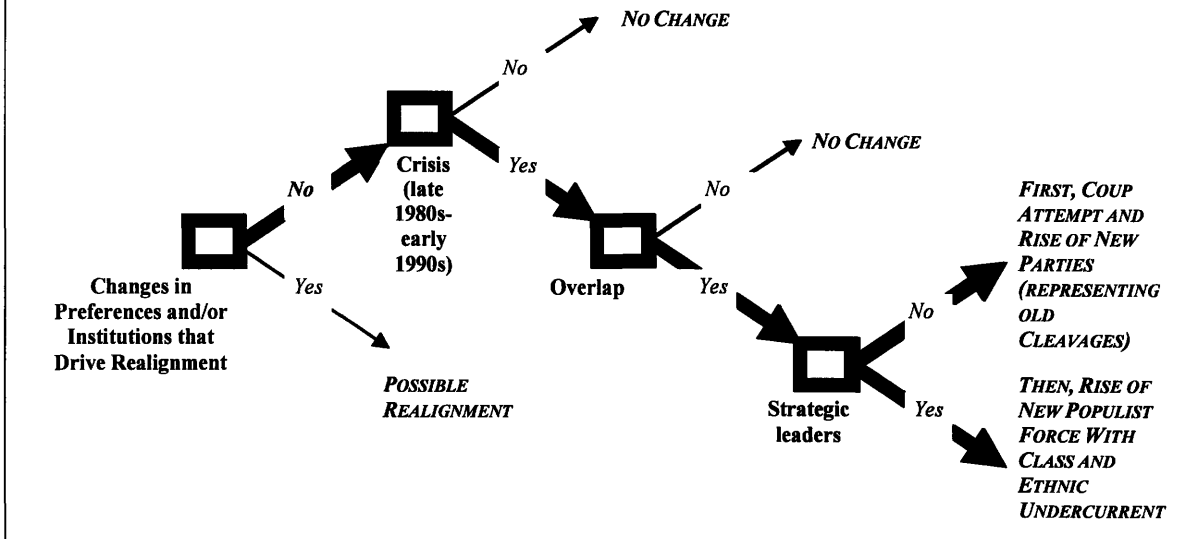 NO CHANGE
No
Crisis
(late
1980s-
early
1990s)
Yes
NO CHANGE
No
No
Changes in
Preferences and/or
Institutions that
Drive Realignment
Yes
POSSIBLE
REALIGNMENT
Overlap
Yes
FIRST, COUP
ATTEMPT AND
RISE OF NEW
PARTIES
(REPRESENTING
OLD
CLEAVAGES)
No
Strategic
leaders
Yes
THEN, RISE OF
NEW POPULIST
FORCE WITH
CLASS AND
ETHNIC
UNDERCURRENT